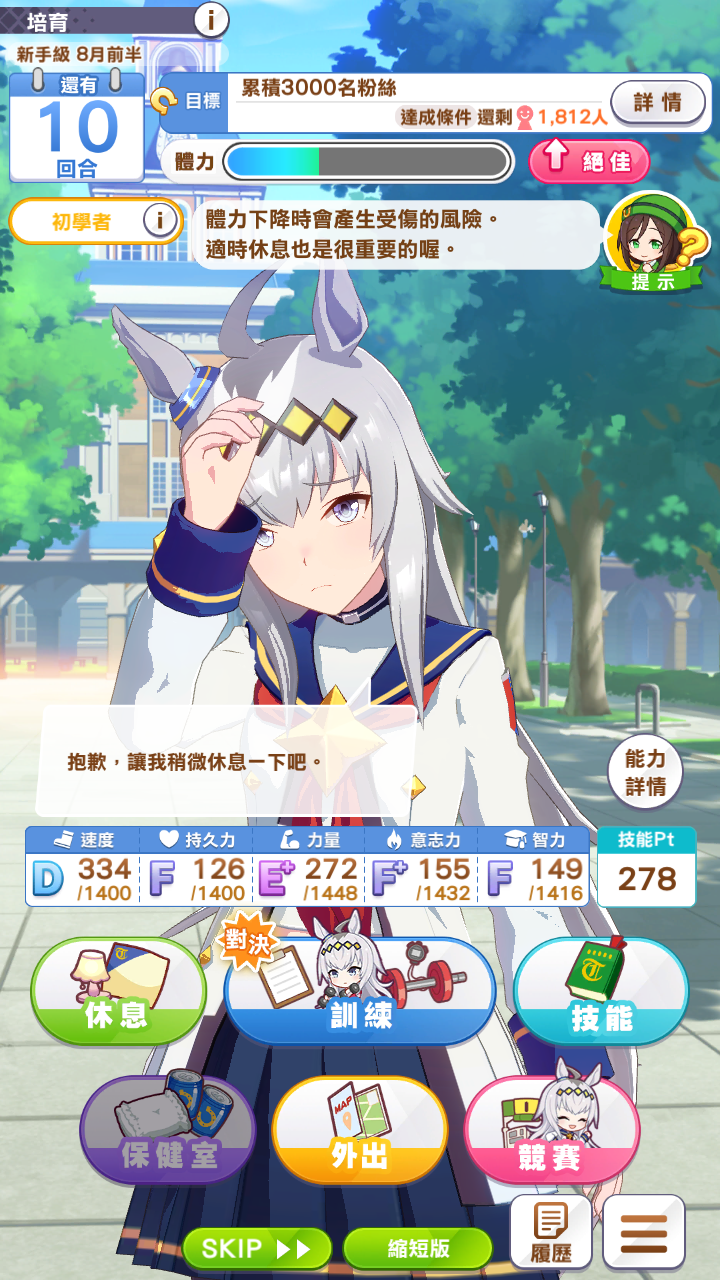 培育
i
新手級 8月前半
還有
10
回合
目標
累積3000名粉絲
達成條件 還剩 1,812人
詳情
體力
絕佳
初學者
i
體力下降時會產生受傷的風險。
適時休息也是很重要的喔。
提示
抱歉，讓我稍微休息一下吧。
能力
詳情
速度 持久力 力量 意志力 智力
D 334 /1400
F 126 /1400
E+ 272 /1448
F+ 155 /1432
F 149 /1416
技能Pt
278
對決
休息
訓練
技能
MAP
保健室
外出
競賽
SKIP
縮短版
履歷